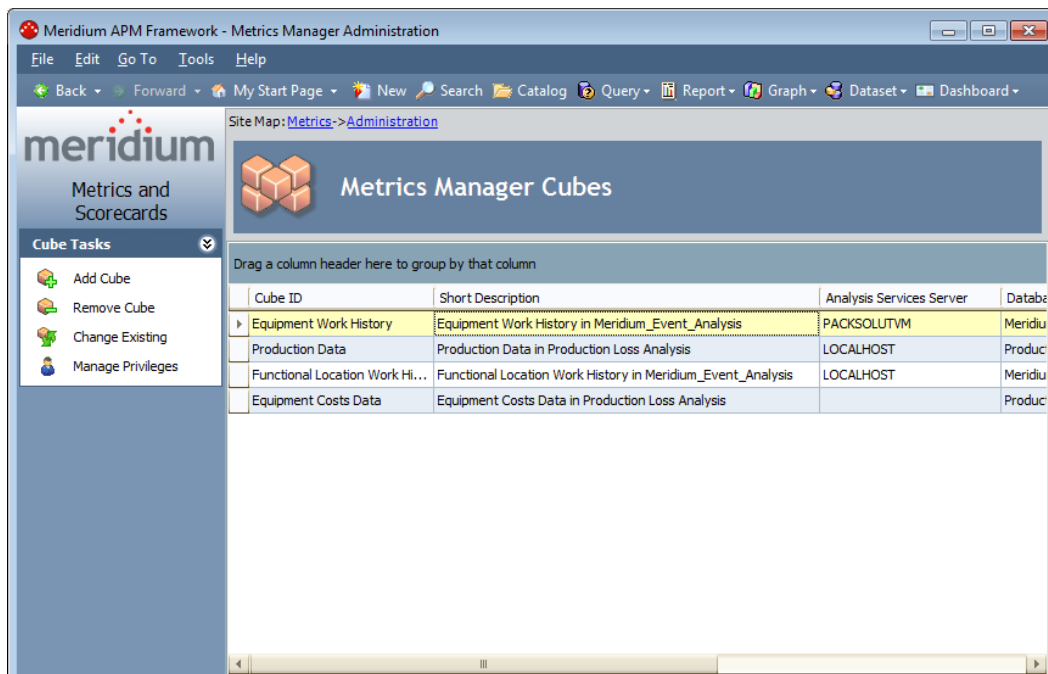 Meridium APM Framework - Metrics Manager Administration
File Edit Go To Tools Help
Back Forward My Start Page New Search Catalog Query Report Graph Dataset Dashboard
meridium
Metrics and
Scorecards
Site Map: Metrics->Administration
Metrics Manager Cubes
Cube Tasks
Add Cube
Remove Cube
Change Existing
Manage Privileges
Drag a column header here to group by that column
Cube ID Short Description Analysis Services Server Databa
Equipment Work History Equipment Work History in Meridium_Event_Analysis PACKSOLUTVM Meridiu
Production Data Production Data in Production Loss Analysis LOCALHOST Produc
Functional Location Work Hi... Functional Location Work History in Meridium_Event_Analysis LOCALHOST Meridiu
Equipment Costs Data Equipment Costs Data in Production Loss Analysis Produc